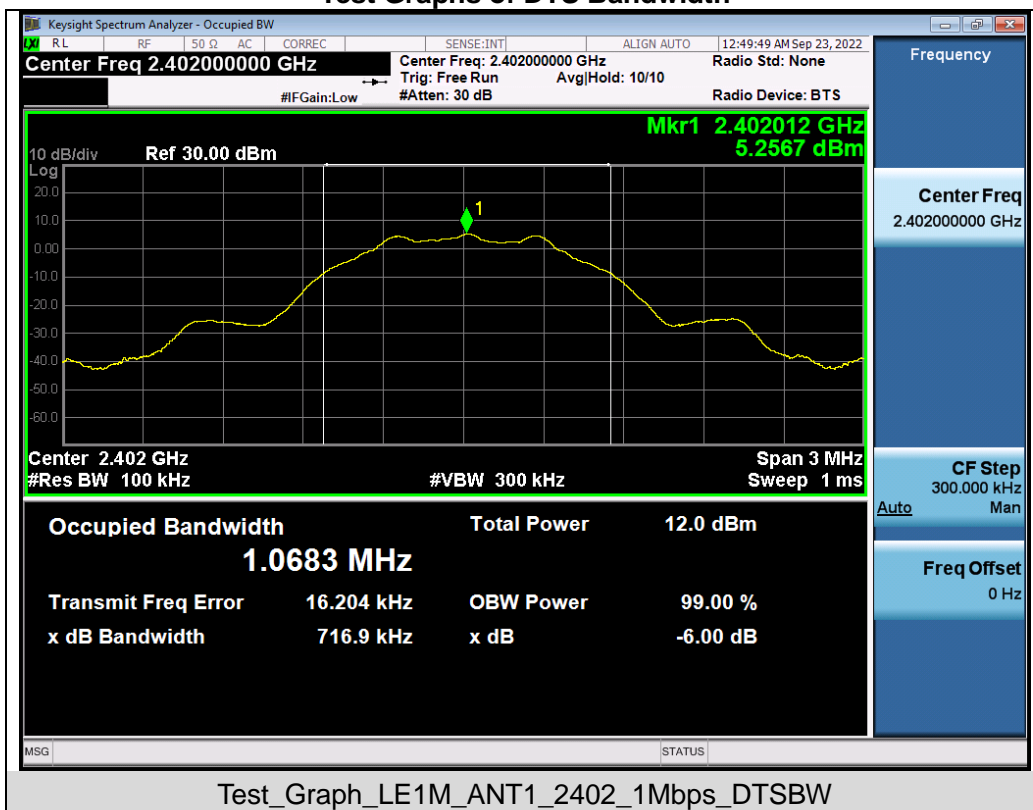 Test Graphs of DTS Bandwidth
Keysight Spectrum Analyzer - Occupied BW
LXI RL RF 50 Ω AC CORREC SENSE:INT ALIGN AUTO 12:49:49 AM Sep 23, 2022
Center Freq 2.402000000 GHz
Center Freq: 2.402000000 GHz
Radio Std: None
Trig: Free Run Avg|Hold: 10/10
#IFGain:Low
#Atten: 30 dB
Radio Device: BTS
Frequency
Mkr1 2.402012 GHz
5.2567 dBm
10 dB/div Ref 30.00 dBm
Log
20.0
10.0
0.00
-10.0
-20.0
-30.0
-40.0
-50.0
-60.0
1
Center 2.402 GHz
Span 3 MHz
#Res BW 100 kHz
#VBW 300 kHz
Sweep 1 ms
Center Freq
2.402000000 GHz
CF Step
300.000 kHz
Auto Man
Freq Offset
0 Hz
Occupied Bandwidth
1.0683 MHz
Total Power 12.0 dBm
Transmit Freq Error 16.204 kHz
OBW Power 99.00 %
x dB Bandwidth 716.9 kHz
x dB -6.00 dB
MSG
STATUS
Test_Graph_LE1M_ANT1_2402_1Mbps_DTSBW